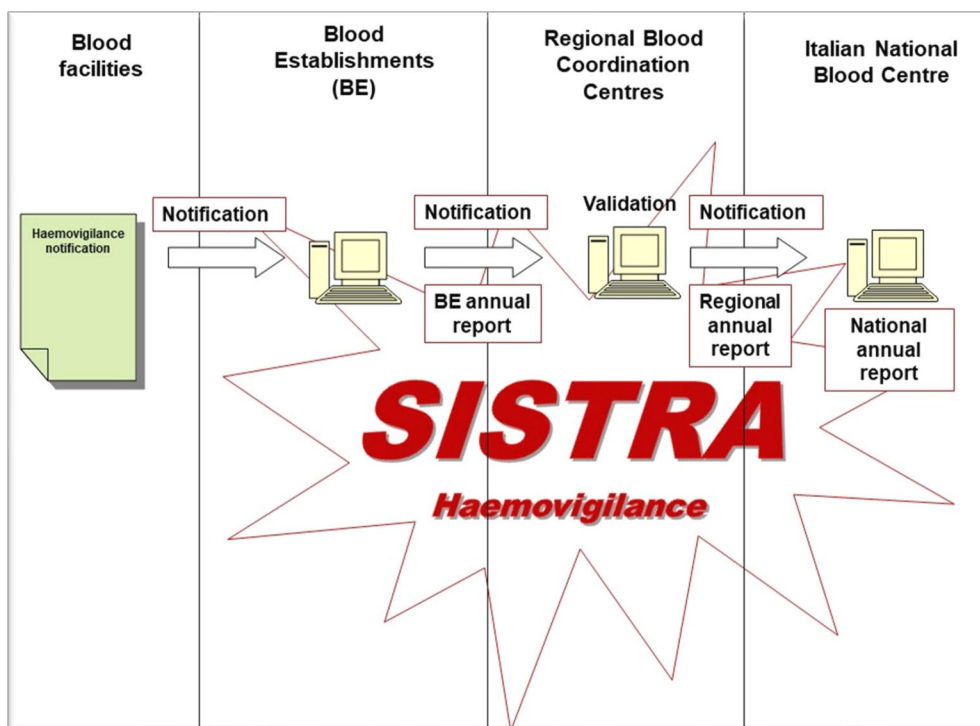 Blood
facilities
Blood
Establishments
(BE)
Regional Blood
Coordination
Centres
Italian National
Blood Centre
Haemovigilance
notification
Notification
Notification
Validation
Notification
BE annual
report
Regional
annual
report
National
annual
report
SISTRA
Haemovigilance